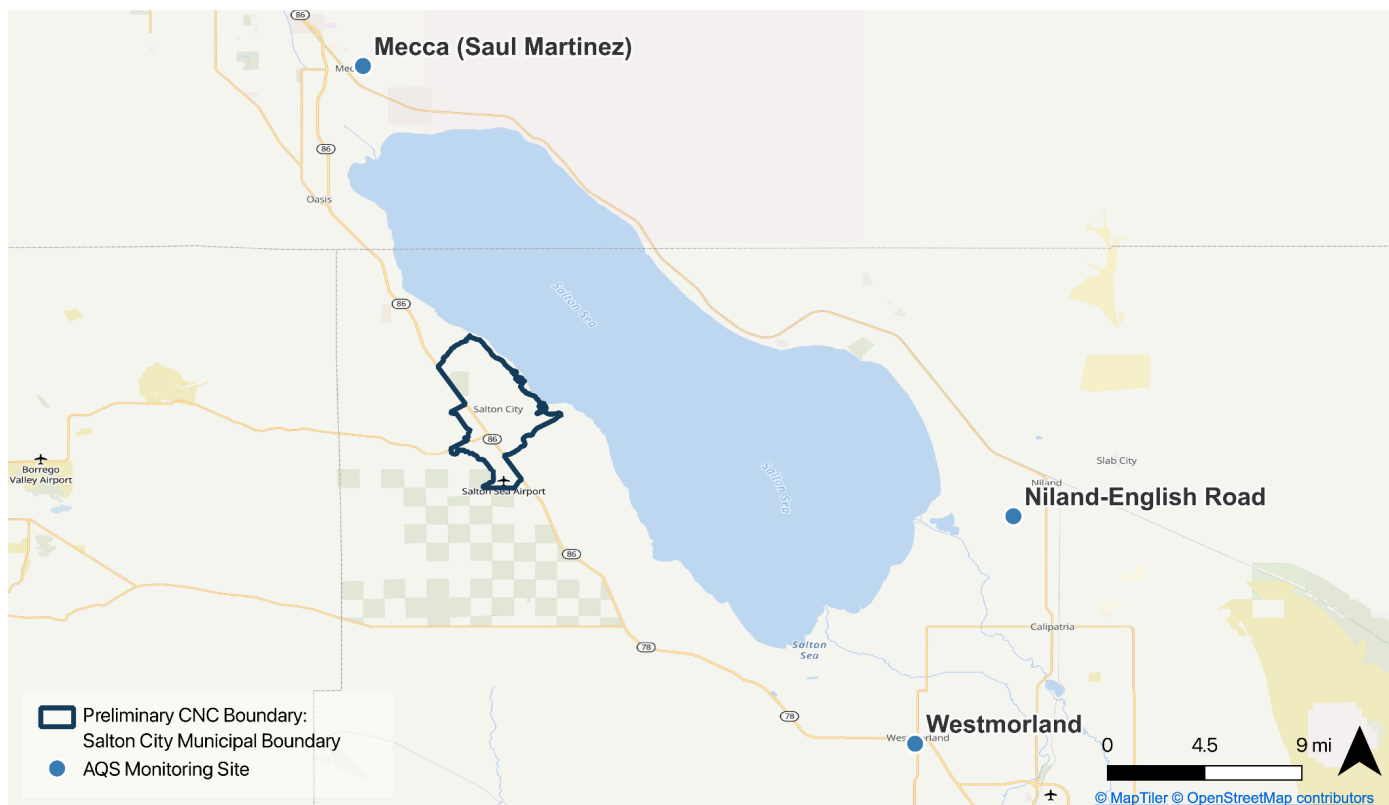 86
Mecca (Saul Martinez)
86
Oasis
86
Salton Sea
Salton City
86
Borrego
Valley Airport
Salton Sea Airport
Salton Sea
Slab City
Niland
Niland-English Road
86
Calipatria
78
Salton
Sea
78
Westmorland
Preliminary CNC Boundary:
Salton City Municipal Boundary
AQS Monitoring Site
0 4.5 9 mi
© MapTiler © OpenStreetMap contributors